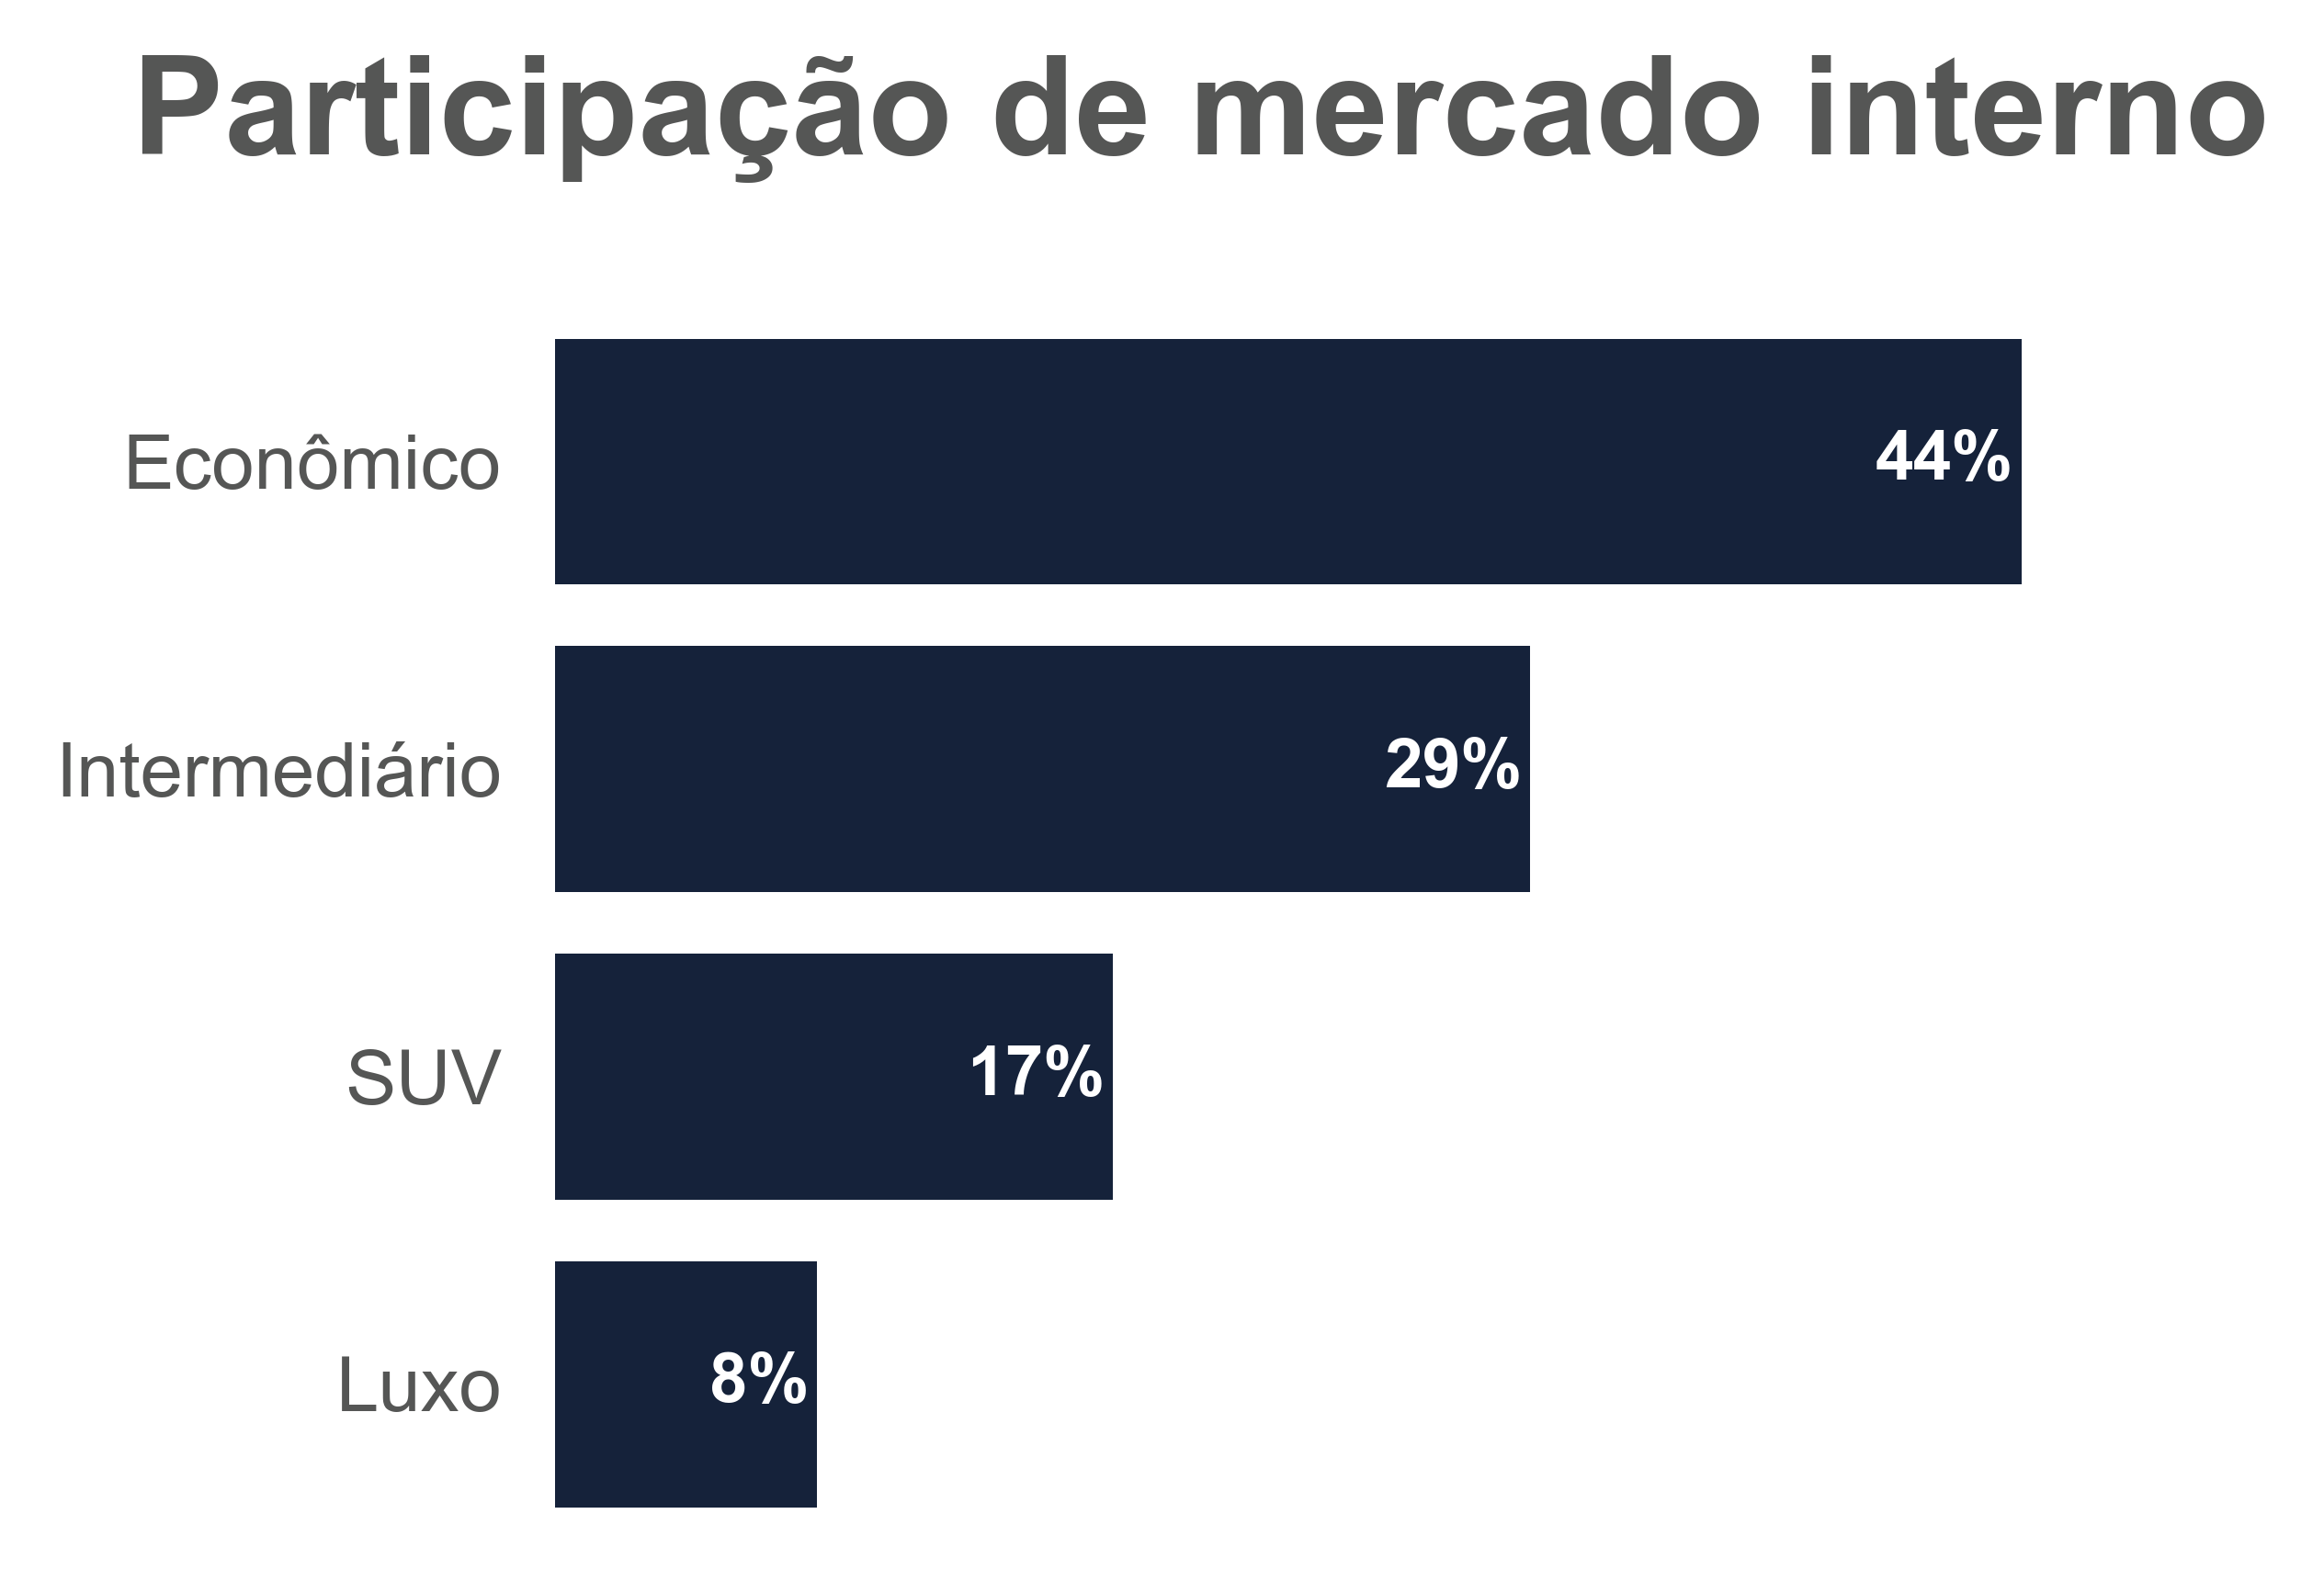 Participação de mercado interno
Econômico 44%
Intermediário 29%
SUV 17%
Luxo 8%